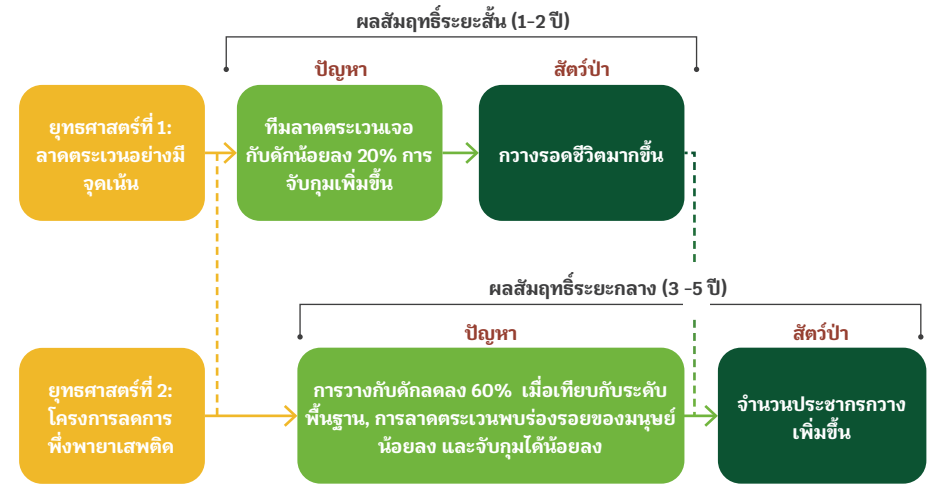 ผลสัมฤทธิ์ระยะสั้น (1-2 ปี)
ปัญหา
สัตว์ป่า
ยุทธศาสตร์ที่ 1:
ลาดตระเวนอย่างมี
จุดเน้น
ทีมลาดตระเวนเจอ
กับดักน้อยลง 20% การ
จับกุมเพิ่มขึ้น
กวางรอดชีวิตมากขึ้น
ผลสัมฤทธิ์ระยะกลาง (3 -5 ปี)
ปัญหา
สัตว์ป่า
ยุทธศาสตร์ที่ 2:
โครงการลดการ
พึ่งพายาเสพติด
การวางกับดักลดลง 60% เมื่อเทียบกับระดับ
พื้นฐาน, การลาดตระเวนพบร่องรอยของมนุษย์
น้อยลง และจับกุมได้น้อยลง
จำนวนประชากรกวาง
เพิ่มขึ้น